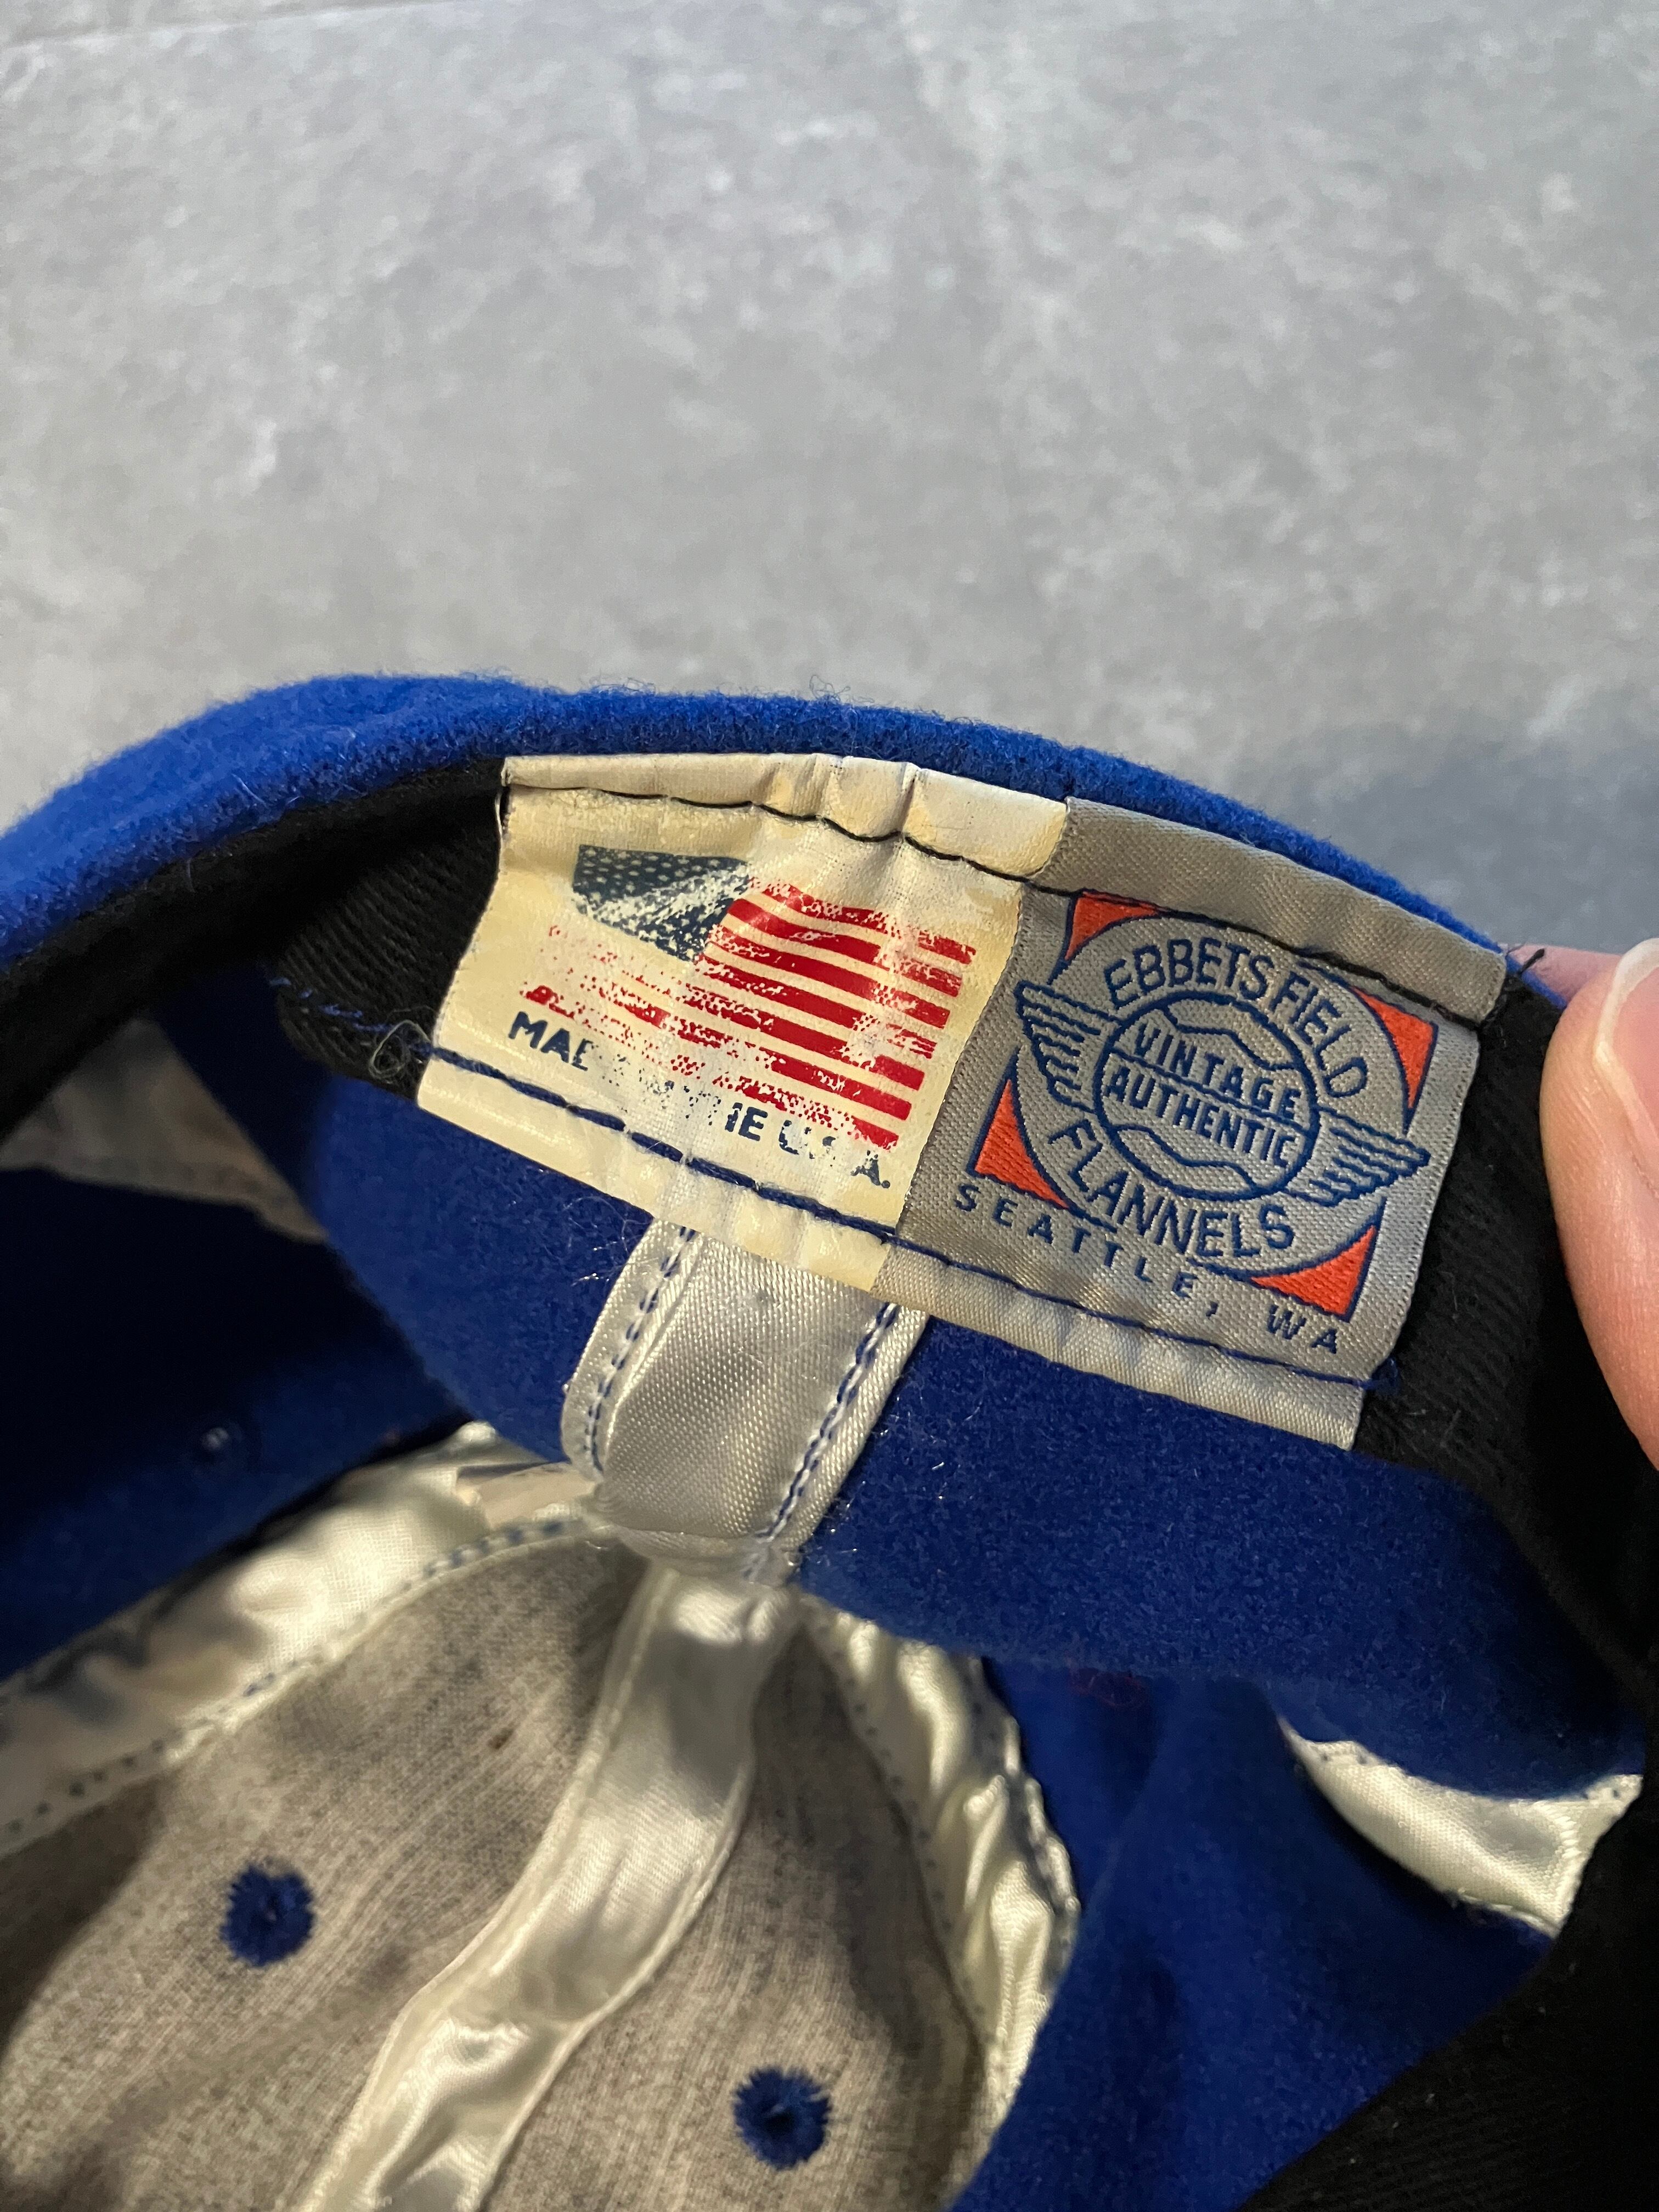 MADE IN THE U.S.A.
EBBETS FIELD
VINTAGE
AUTHENTIC
FLANNELS
SEATTLE, WA